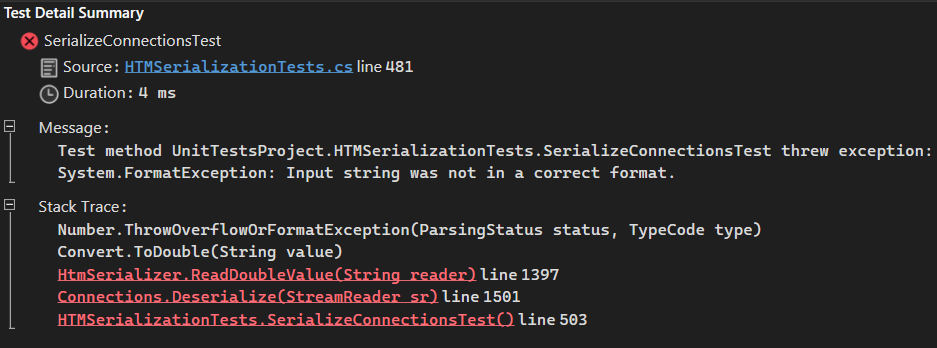 Test Detail Summary
SerializeConnectionsTest
Source: HTMSerializationTests.cs line 481
Duration: 4 ms
Message:
Test method UnitTestsProject.HTMSerializationTests.SerializeConnectionsTest threw exception:
System.FormatException: Input string was not in a correct format.
Stack Trace:
Number.ThrowOverflowOrFormatException(ParsingStatus status, TypeCode type)
Convert.ToDouble(String value)
HtmSerializer.ReadDoubleValue(String reader) line 1397
Connections.Deserialize(StreamReader sr) line 1501
HTMSerializationTests.SerializeConnectionsTest() line 503